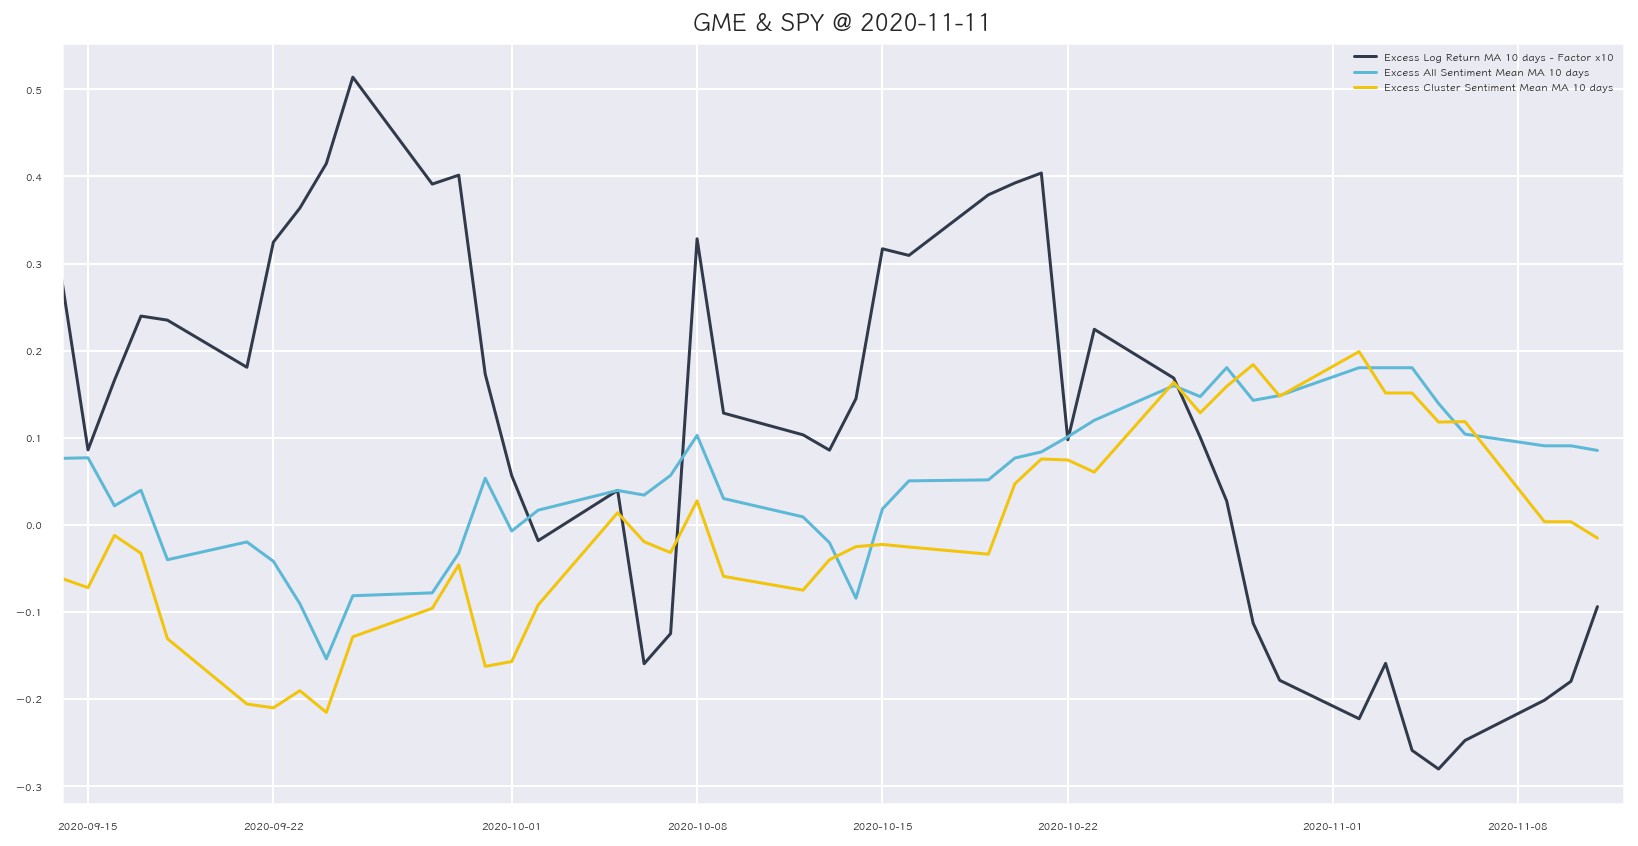 GME & SPY @ 2020-11-11
Excess Log Return MA 10 days - Factor x10
Excess All Sentiment Mean MA 10 days
Excess Cluster Sentiment Mean MA 10 days
0.5
0.4
0.3
0.2
0.1
0.0
−0.1
−0.2
−0.3
2020-09-15 2020-09-22 2020-10-01 2020-10-08 2020-10-15 2020-10-22 2020-11-01 2020-11-08